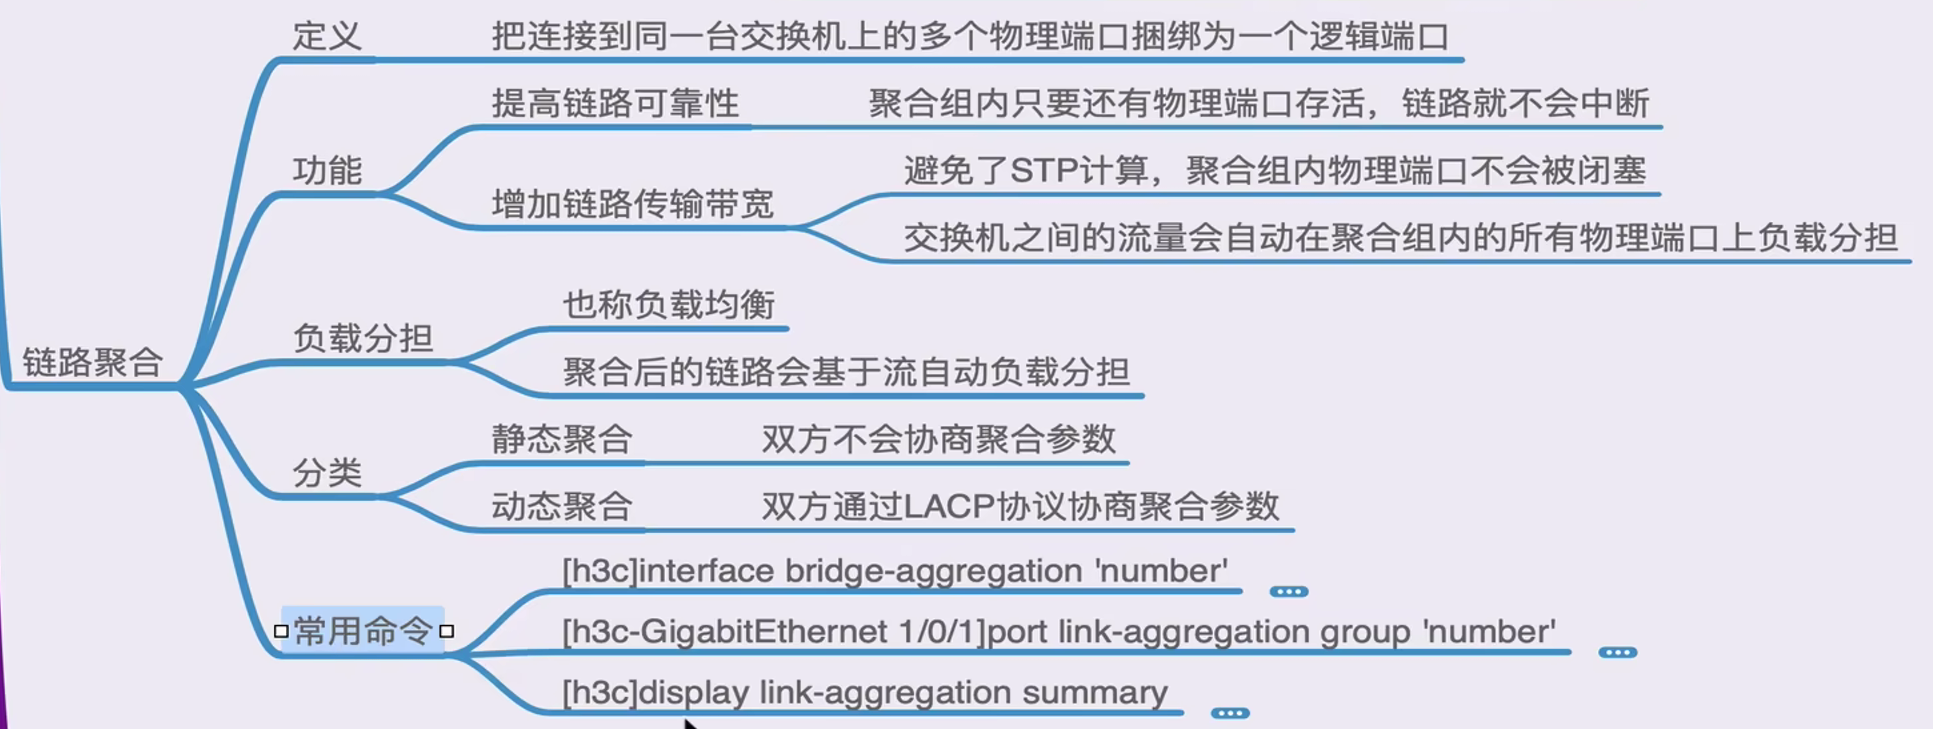 链路聚合
定义
把连接到同一台交换机上的多个物理端口捆绑为一个逻辑端口
功能
提高链路可靠性
聚合组内只要还有物理端口存活，链路就不会中断
增加链路传输带宽
避免了STP计算，聚合组内物理端口不会被闭塞
交换机之间的流量会自动在聚合组内的所有物理端口上负载分担
负载分担
也称负载均衡
聚合后的链路会基于流自动负载分担
分类
静态聚合
双方不会协商聚合参数
动态聚合
双方通过LACP协议协商聚合参数
常用命令
[h3c]interface bridge-aggregation 'number'
[h3c-GigabitEthernet 1/0/1]port link-aggregation group 'number'
[h3c]display link-aggregation summary